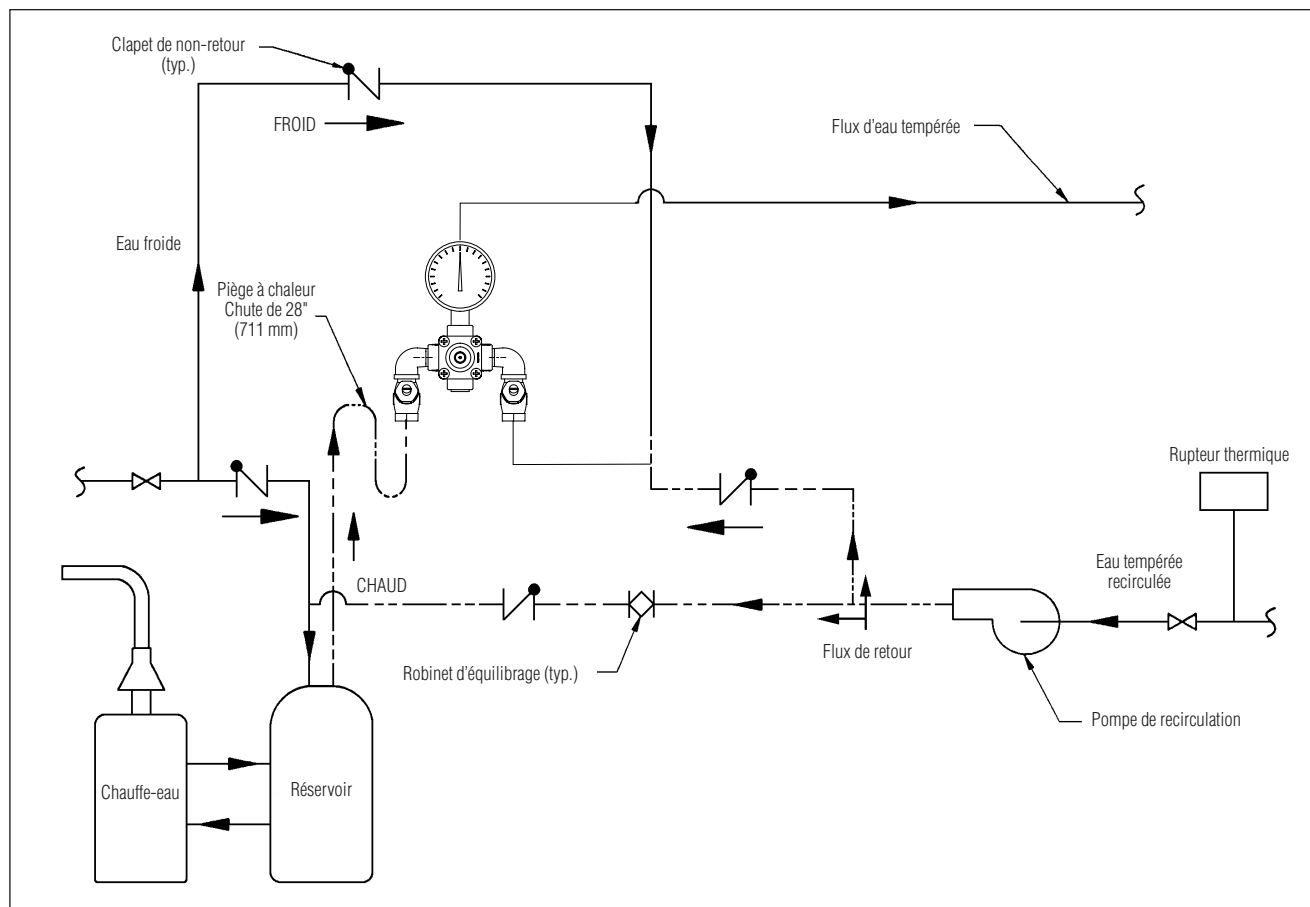 Clapet de non-retour
(typ.)
FROID
Flux d'eau tempérée
Eau froide
Piège à chaleur
Chute de 28"
(711 mm)
Rupteur thermique
Eau tempérée
recirculée
CHAUD
Flux de retour
Robinet d'équilibrage (typ.)
Pompe de recirculation
Chauffe-eau
Réservoir